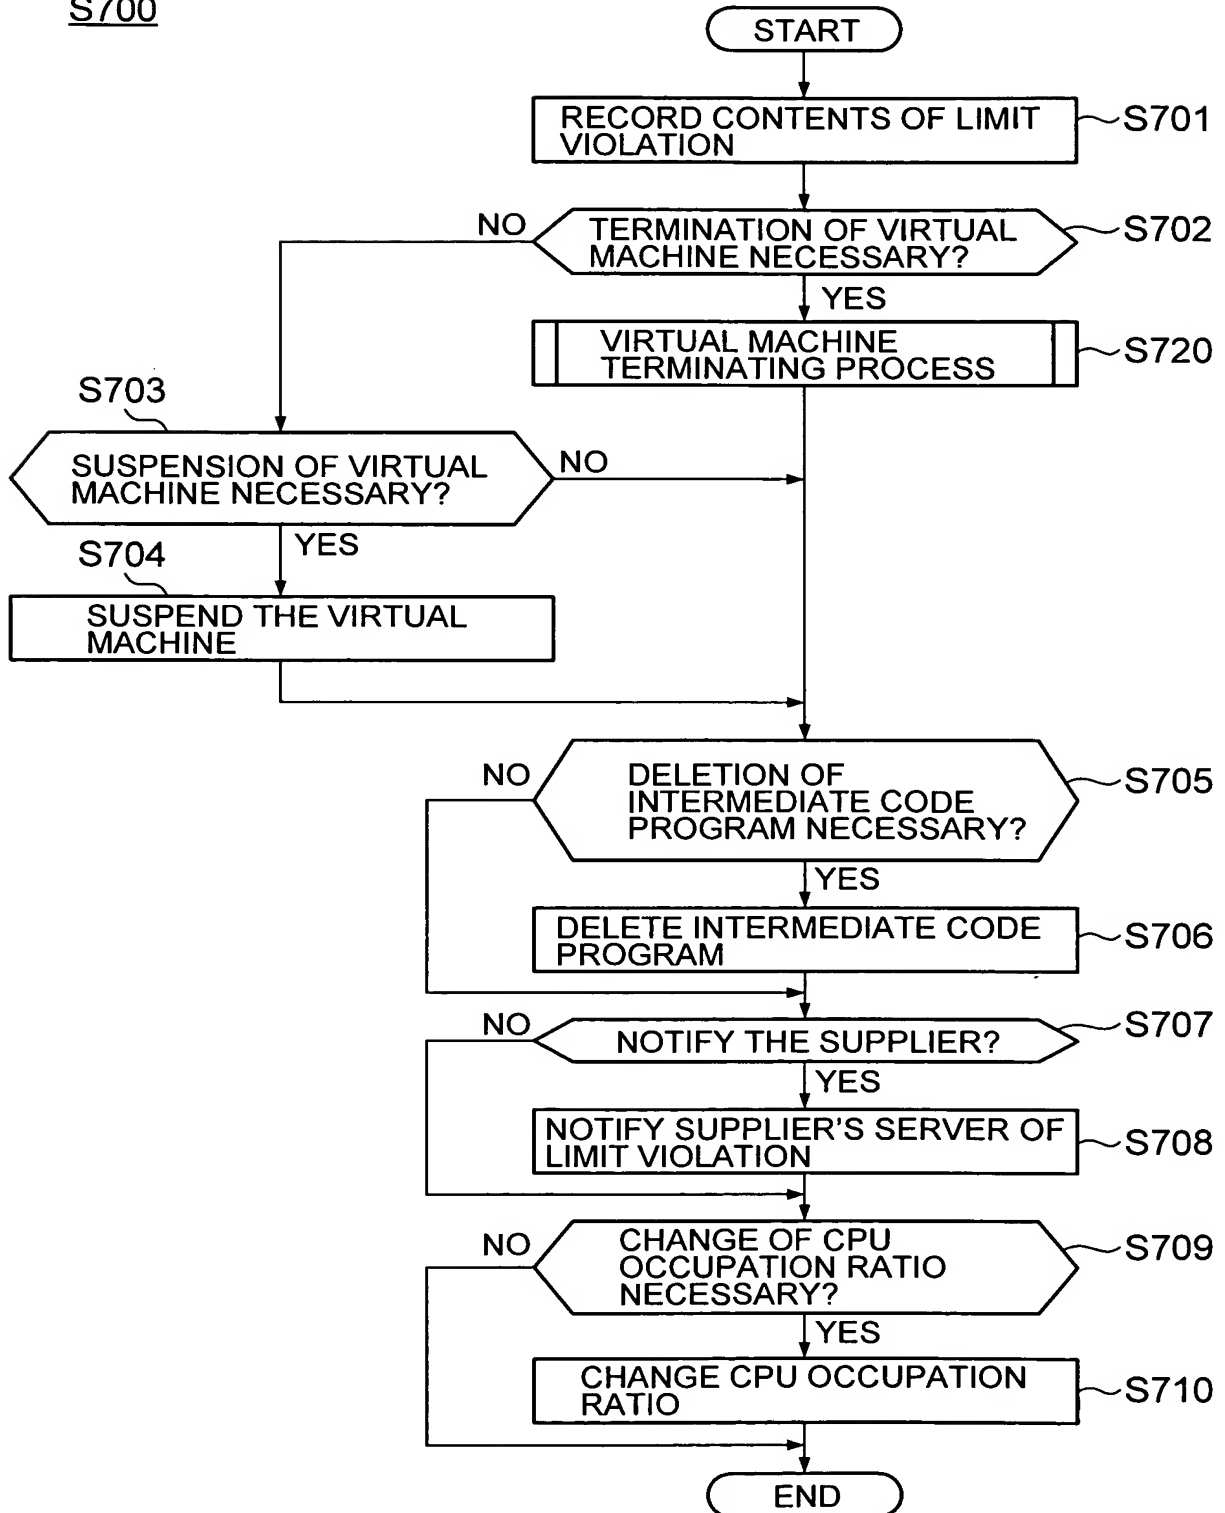 S700
START
RECORD CONTENTS OF LIMIT
VIOLATION
S701
NO
TERMINATION OF VIRTUAL
MACHINE NECESSARY?
S702
YES
VIRTUAL MACHINE
TERMINATING PROCESS
S720
S703
SUSPENSION OF VIRTUAL
MACHINE NECESSARY?
NO
YES
S704
SUSPEND THE VIRTUAL
MACHINE
NO
DELETION OF
INTERMEDIATE CODE
PROGRAM NECESSARY?
S705
YES
DELETE INTERMEDIATE CODE
PROGRAM
S706
NO
NOTIFY THE SUPPLIER?
S707
YES
NOTIFY SUPPLIER'S SERVER OF
LIMIT VIOLATION
S708
NO
CHANGE OF CPU
OCCUPATION RATIO
NECESSARY?
S709
YES
CHANGE CPU OCCUPATION
RATIO
S710
END